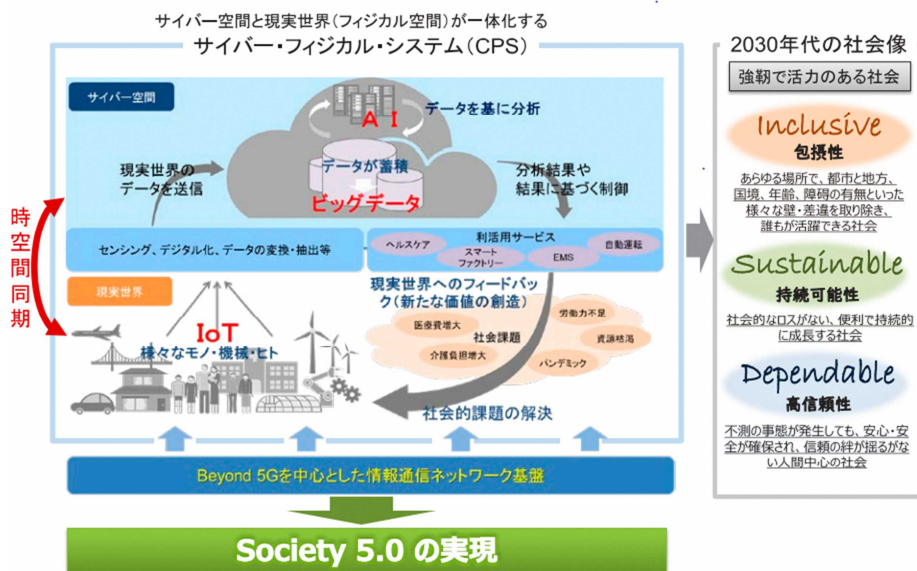 サイバー空間と現実世界(フィジカル空間)が一体化する
サイバー・フィジカル・システム(CPS)
サイバー空間
AI
データを基に分析
現実世界の
データを送信
データが蓄積
ビッグデータ
分析結果や
結果に基づく制御
時空間同期
センシング、デジタル化、データの変換・抽出等
利活用サービス
ヘルスケア
スマート
ファクトリー
EMS
自動運転
現実世界
IoT
様々なモノ・機械・ヒト
現実世界へのフィードバッ
ク(新たな価値の創造)
医療費増大
社会課題
労働力不足
資源枯渇
介護負担増大
パンデミック
社会的課題の解決
Beyond 5Gを中心とした情報通信ネットワーク基盤
Society 5.0 の実現
2030年代の社会像
強靭で活力のある社会
Inclusive
包摂性
あらゆる場所で、都市と地方、
国境、年齢、障碍の有無といった
様々な壁・差違を取り除き、
誰もが活躍できる社会
Sustainable
持続可能性
社会的なロスがない、便利で持続的
に成長する社会
Dependable
高信頼性
不測の事態が発生しても、安心・安
全が確保され、信頼の絆が揺るがな
い人間中心の社会